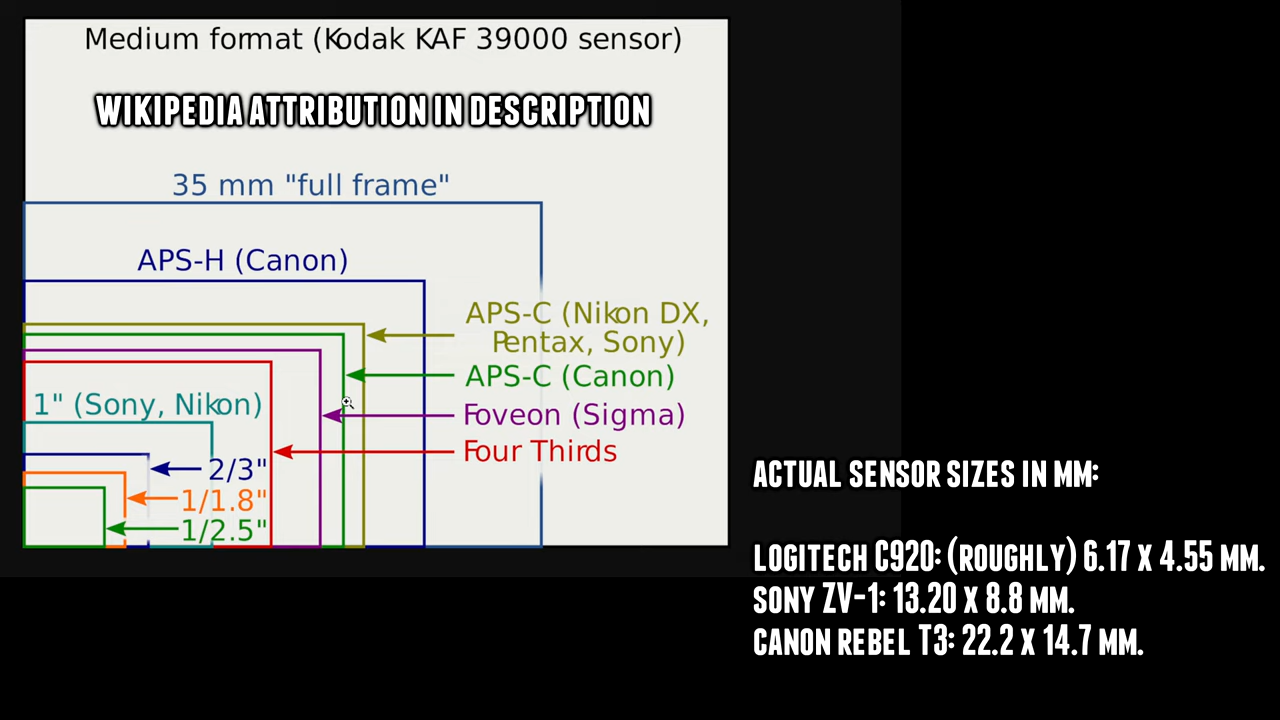 Medium format (Kodak KAF 39000 sensor)
WIKIPEDIA ATTRIBUTION IN DESCRIPTION
35 mm "full frame"
APS-H (Canon)
APS-C (Nikon DX,
Pentax, Sony)
APS-C (Canon)
1" (Sony, Nikon)
Foveon (Sigma)
Four Thirds
2/3"
1/1.8"
1/2.5"
ACTUAL SENSOR SIZES IN MM:
LOGITECH C920: (ROUGHLY) 6.17 X 4.55 MM.
SONY ZV-1: 13.20 X 8.8 MM.
CANON REBEL T3: 22.2 X 14.7 MM.